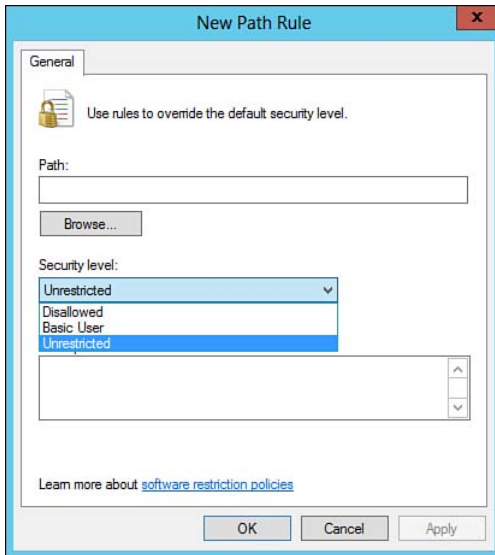 New Path Rule
x
General
Use rules to override the default security level.
Path:
Browse...
Security level:
Unrestricted
Disallowed
Basic User
Unrestricted
Learn more about software restriction policies
OK Cancel Apply